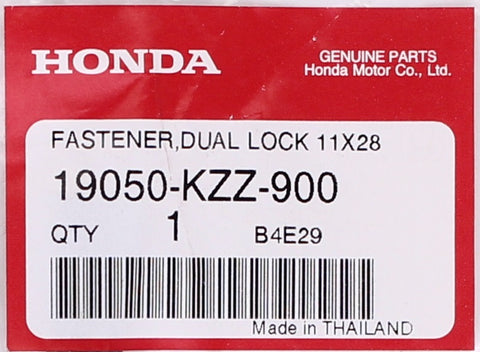 HONDA
GENUINE PARTS
Honda Motor Co., Ltd.
FASTENER,DUAL LOCK 11X28
19050-KZZ-900
QTY 1 B4E29
Made in THAILAND